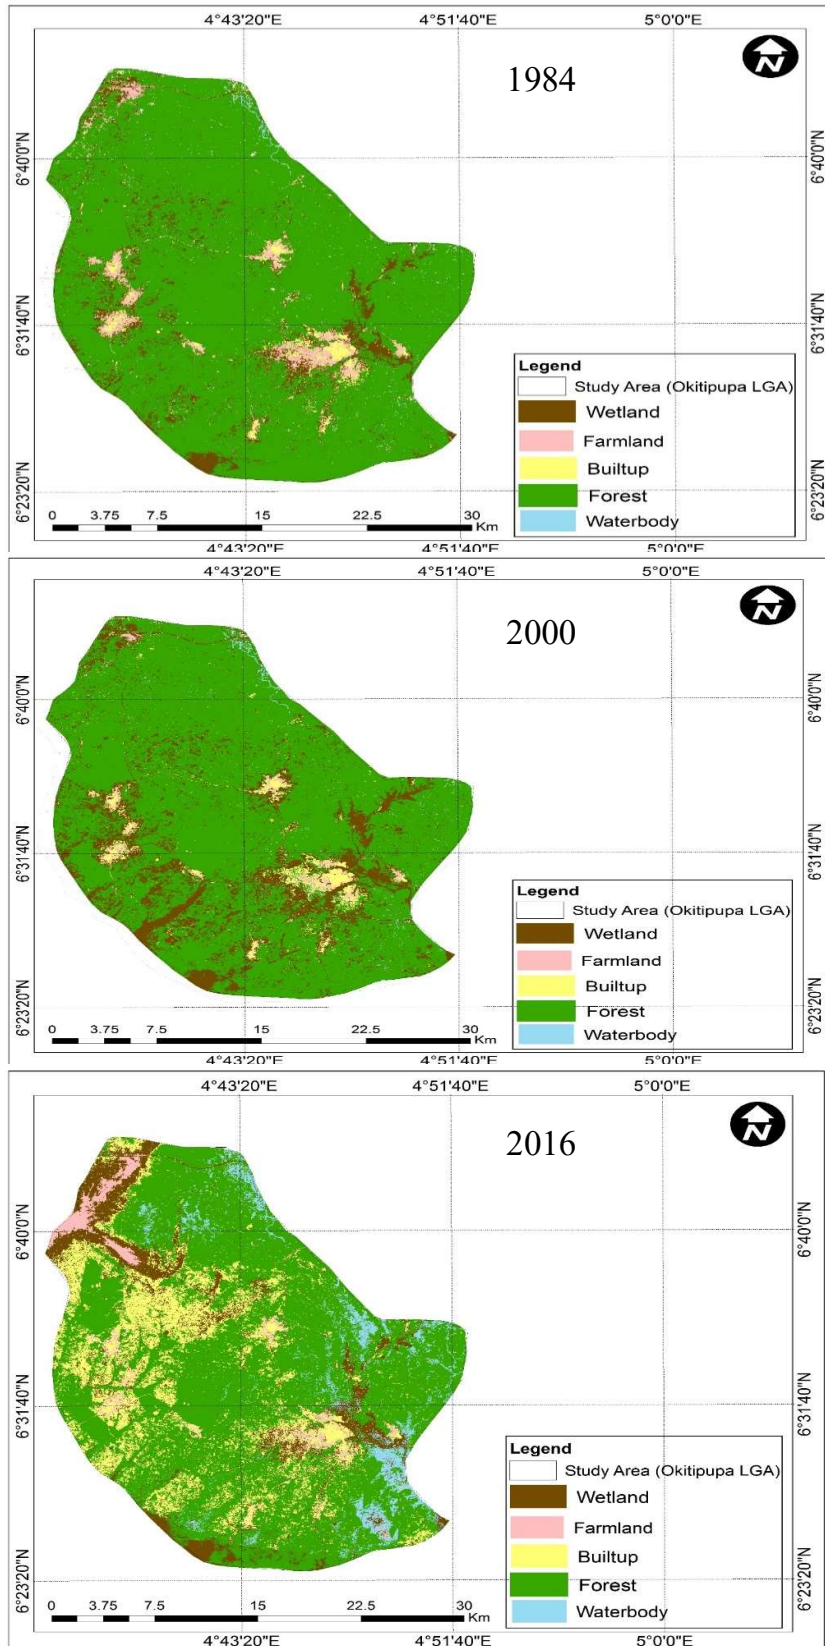 4°43'20"E 4°51'40"E 5°0'0"E
1984
N
6°40'0"N 6°40'0"N
6°31'40"N 6°31'40"N
Legend
Study Area (Okitipupa LGA)
Wetland
Farmland
Builtup
Forest
Waterbody
6°23'20"N 6°23'20"N
0 3.75 7.5 15 22.5 30
Km
4°43'20"E 4°51'40"E 5°0'0"E
4°43'20"E 4°51'40"E 5°0'0"E
2000
N
6°40'0"N 6°40'0"N
6°31'40"N 6°31'40"N
Legend
Study Area (Okitipupa LGA)
Wetland
Farmland
Builtup
Forest
Waterbody
6°23'20"N 6°23'20"N
0 3.75 7.5 15 22.5 30
Km
4°43'20"E 4°51'40"E 5°0'0"E
4°43'20"E 4°51'40"E 5°0'0"E
2016
N
6°40'0"N 6°40'0"N
6°31'40"N 6°31'40"N
Legend
Study Area (Okitipupa LGA)
Wetland
Farmland
Builtup
Forest
Waterbody
6°23'20"N 6°23'20"N
0 3.75 7.5 15 22.5 30
Km
4°43'20"E 4°51'40"E 5°0'0"E